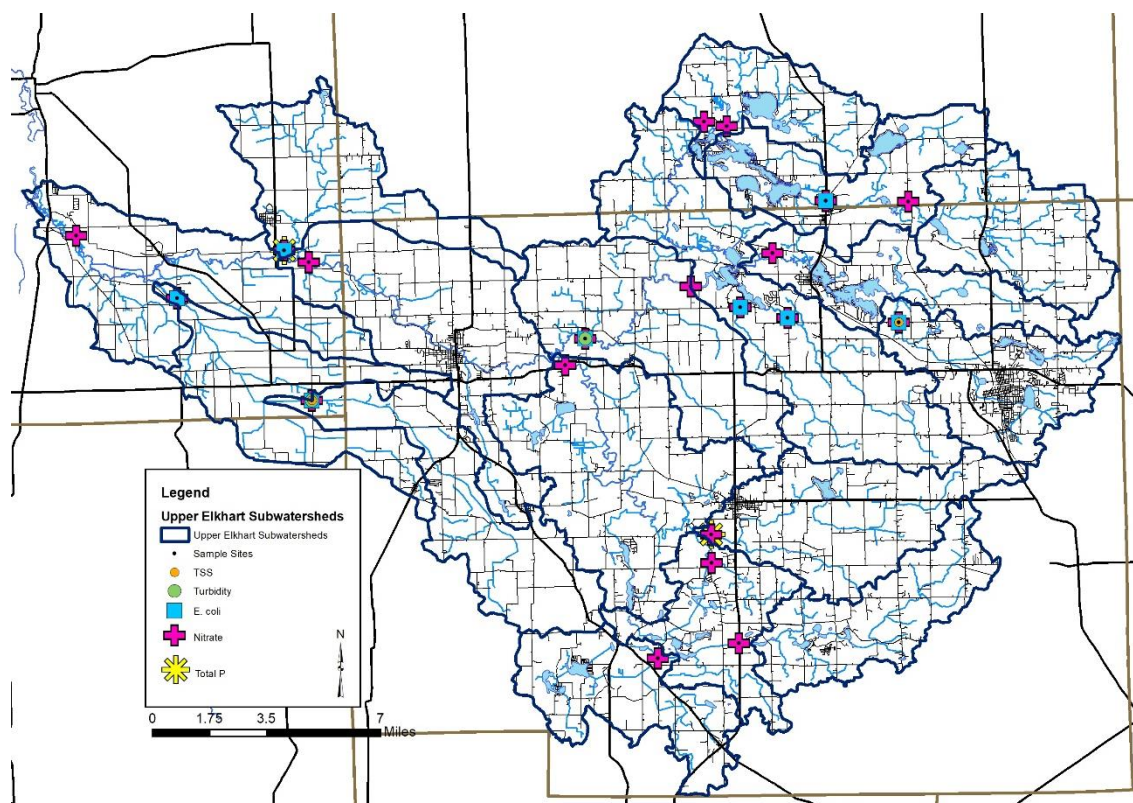 Legend
Upper Elkhart Subwatersheds
Upper Elkhart Subwatersheds
Sample Sites
TSS
Turbidity
E. coli
Nitrate
N
Total P
0 1.75 3.5 7
Miles